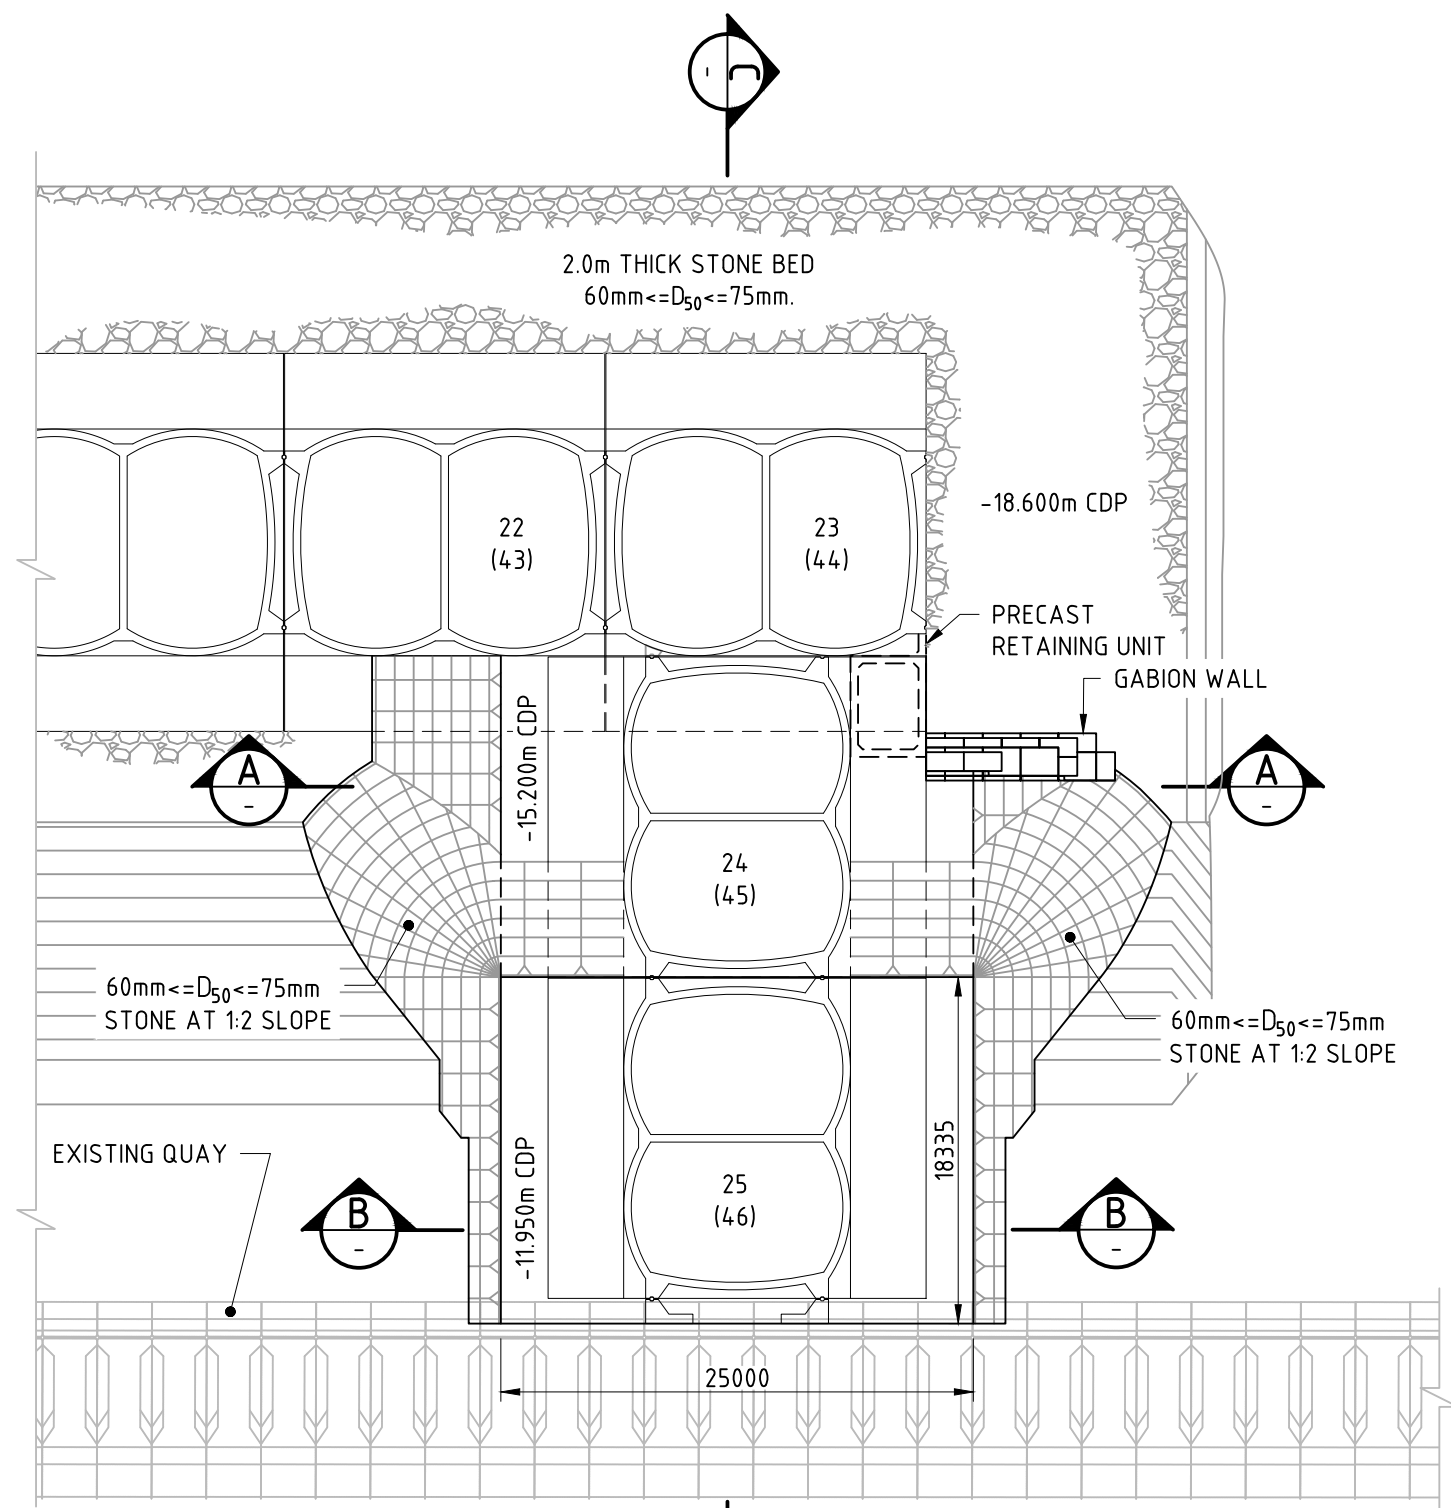 -
C
2.0m THICK STONE BED
60mm<=D50<=75mm.
-18.600m CDP
22
(43)
23
(44)
PRECAST
RETAINING UNIT
GABION WALL
-15.200m CDP
A
-
A
-
24
(45)
60mm<=D50<=75mm
STONE AT 1:2 SLOPE
60mm<=D50<=75mm
STONE AT 1:2 SLOPE
EXISTING QUAY
-11.950m CDP
18335
25
(46)
B
-
B
-
25000